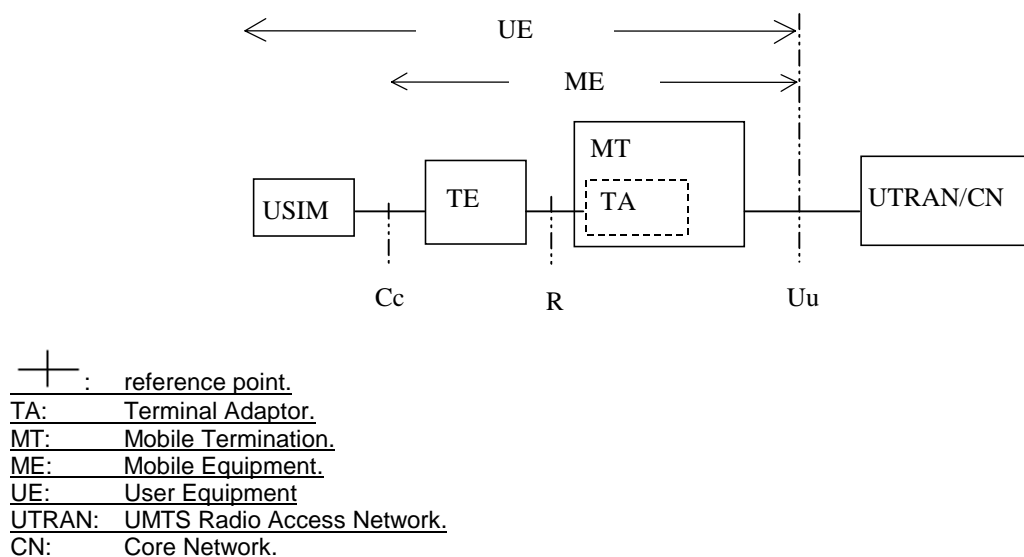 UE
ME
MT
TA
TE
USIM
UTRAN/CN
Cc
R
Uu
: reference point.
TA: Terminal Adaptor.
MT: Mobile Termination.
ME: Mobile Equipment.
UE: User Equipment
UTRAN: UMTS Radio Access Network.
CN: Core Network.